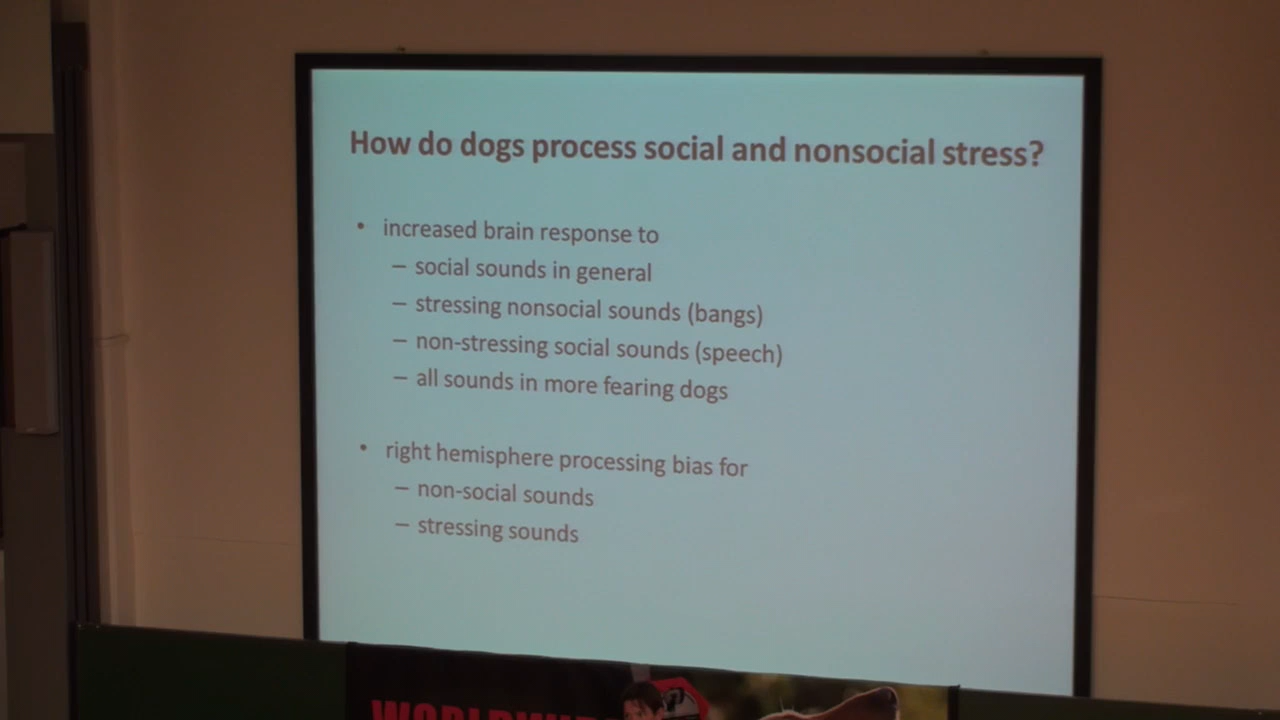 How do dogs process social and nonsocial stress?
• increased brain response to
– social sounds in general
– stressing nonsocial sounds (bangs)
– non-stressing social sounds (speech)
– all sounds in more fearing dogs
• right hemisphere processing bias for
– non-social sounds
– stressing sounds